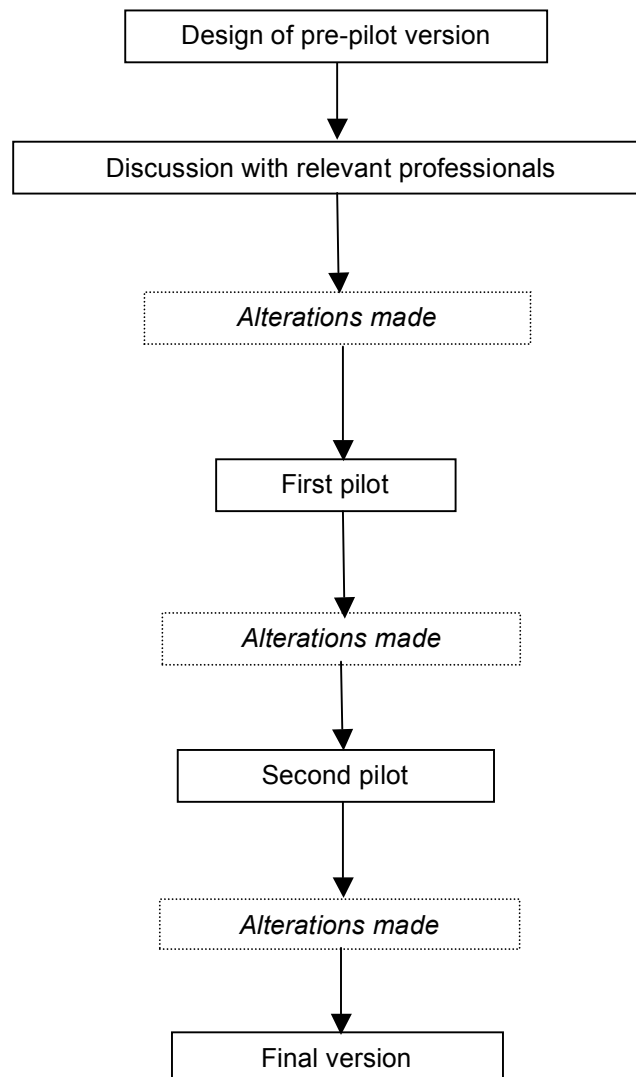 Design of pre-pilot version
Discussion with relevant professionals
Alterations made
First pilot
Alterations made
Second pilot
Alterations made
Final version